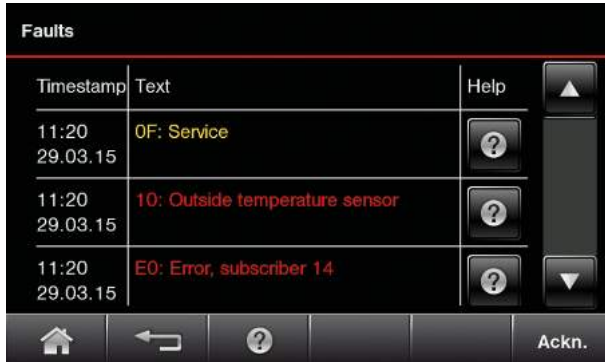 Faults
Timestamp Text Help
11:20 0F: Service
29.03.15
11:20 10: Outside temperature sensor
29.03.15
11:20 E0: Error, subscriber 14
29.03.15
Ackn.